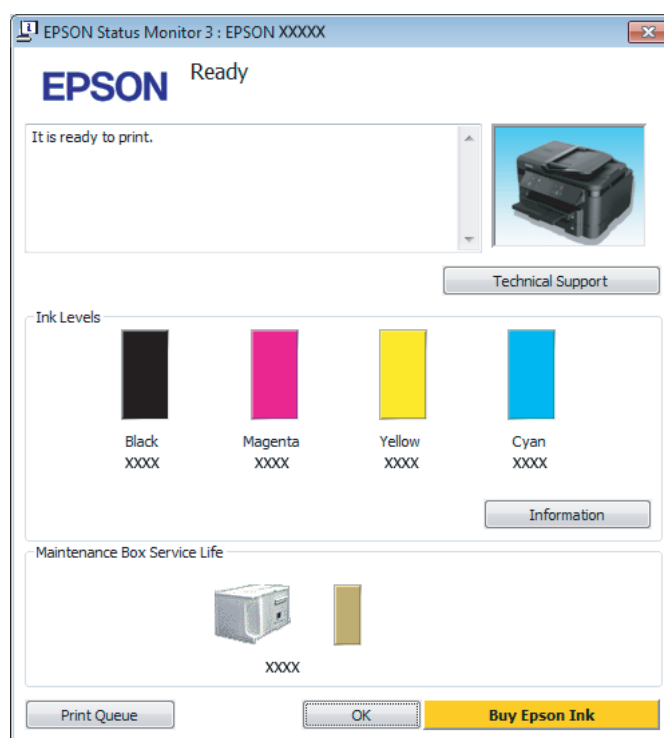 EPSON Status Monitor 3 : EPSON XXXXX
EPSON
Ready
It is ready to print.
Technical Support
Ink Levels
Black Magenta Yellow Cyan
XXXX XXXX XXXX XXXX
Information
Maintenance Box Service Life
XXXX
Print Queue OK Buy Epson Ink